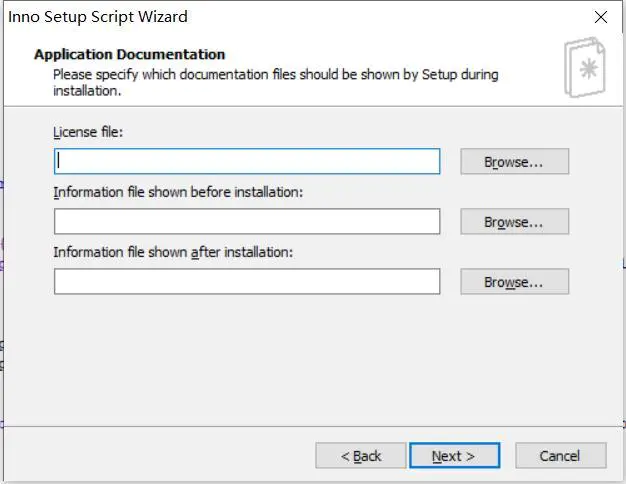 Inno Setup Script Wizard
Application Documentation
Please specify which documentation files should be shown by Setup during
installation.
License file:
Browse...
Information file shown before installation:
Browse...
Information file shown after installation:
Browse...
< Back
Next >
Cancel